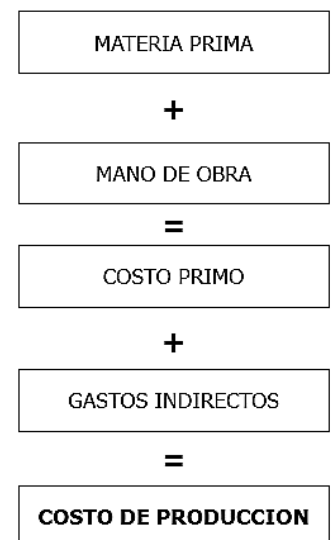 MATERIA PRIMA
+
MANO DE OBRA
=
COSTO PRIMO
+
GASTOS INDIRECTOS
=
COSTO DE PRODUCCION